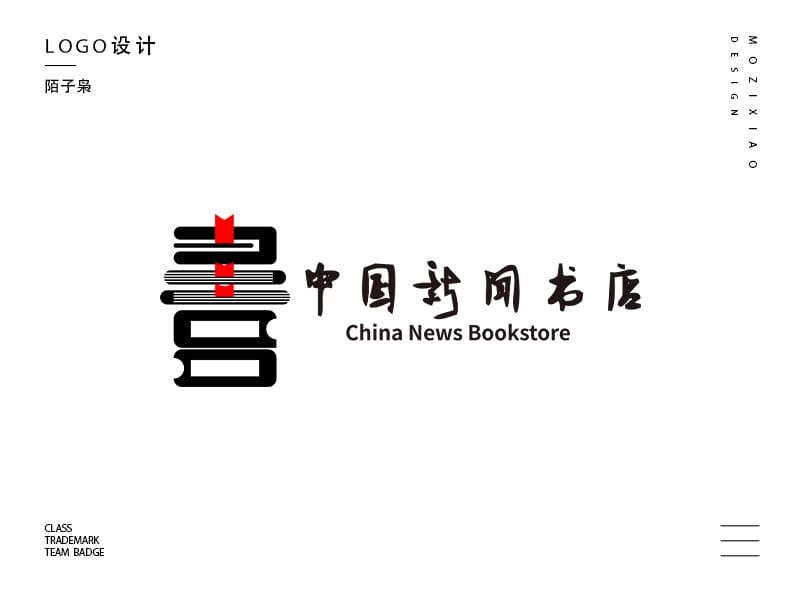 LOGO设计
陌子枭
MOZIXIAO
DESIGN
中国新闻书店
China News Bookstore
CLASS
TRADEMARK
TEAM BADGE